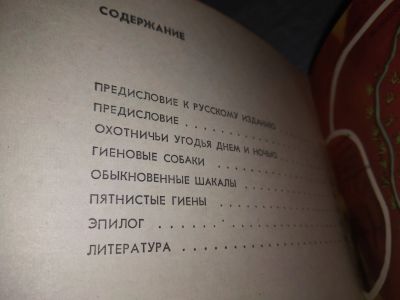 СОДЕРЖАНИЕ
ПРЕДИСЛОВИЕ К РУССКОМУ ИЗДАНИЮ
ПРЕДИСЛОВИЕ . . . . . . . . . . .
ОХОТНИЧЬИ УГОДЬЯ ДНЕМ И НОЧЬЮ .
ГИЕНОВЫЕ СОБАКИ . . . . . . . . .
ОБЫКНОВЕННЫЕ ШАКАЛЫ . . . . . .
ПЯТНИСТЫЕ ГИЕНЫ . . . . . . . . .
ЭПИЛОГ . . . . . . . . . . . . . .
ЛИТЕРАТУРА . . . . . . . . . . . .